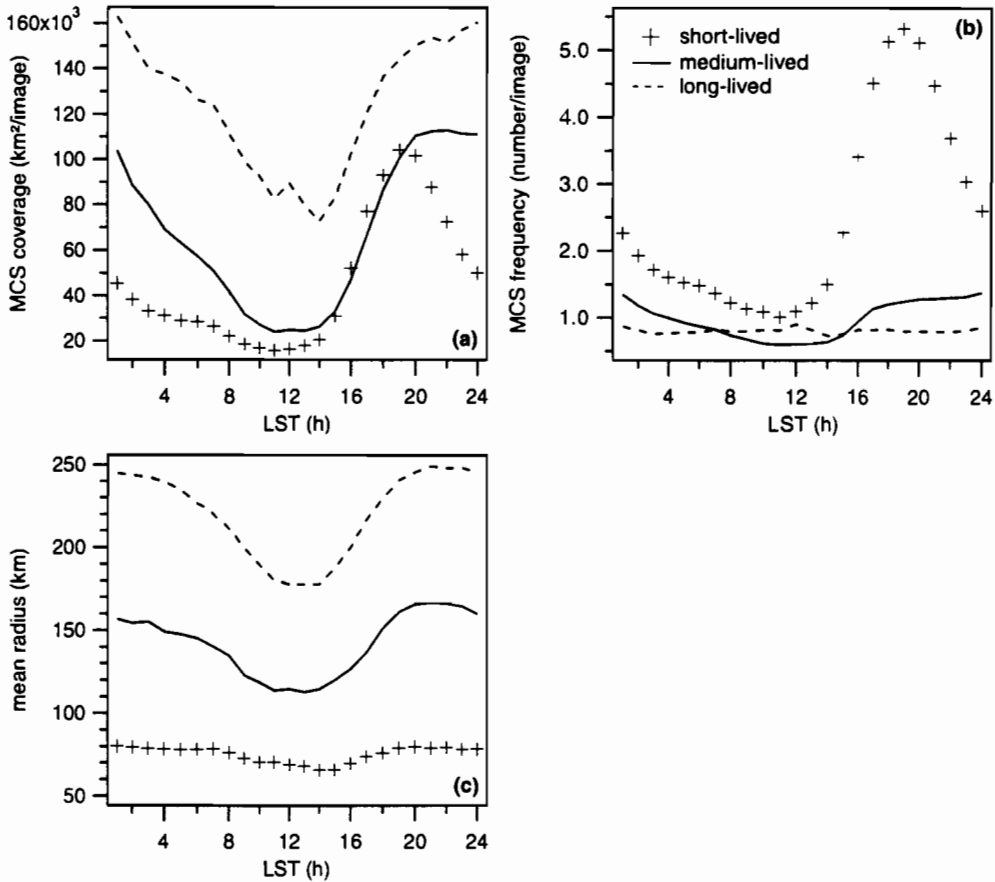 160x10³
140
120
100
80
60
40
20
MCS coverage (km²/image)
(a)
4
8
12
16
20
24
LST (h)
5.0
4.0
3.0
2.0
1.0
MCS frequency (number/image)
(b)
short-lived
medium-lived
long-lived
4
8
12
16
20
24
LST (h)
250
200
150
100
50
mean radius (km)
(c)
4
8
12
16
20
24
LST (h)